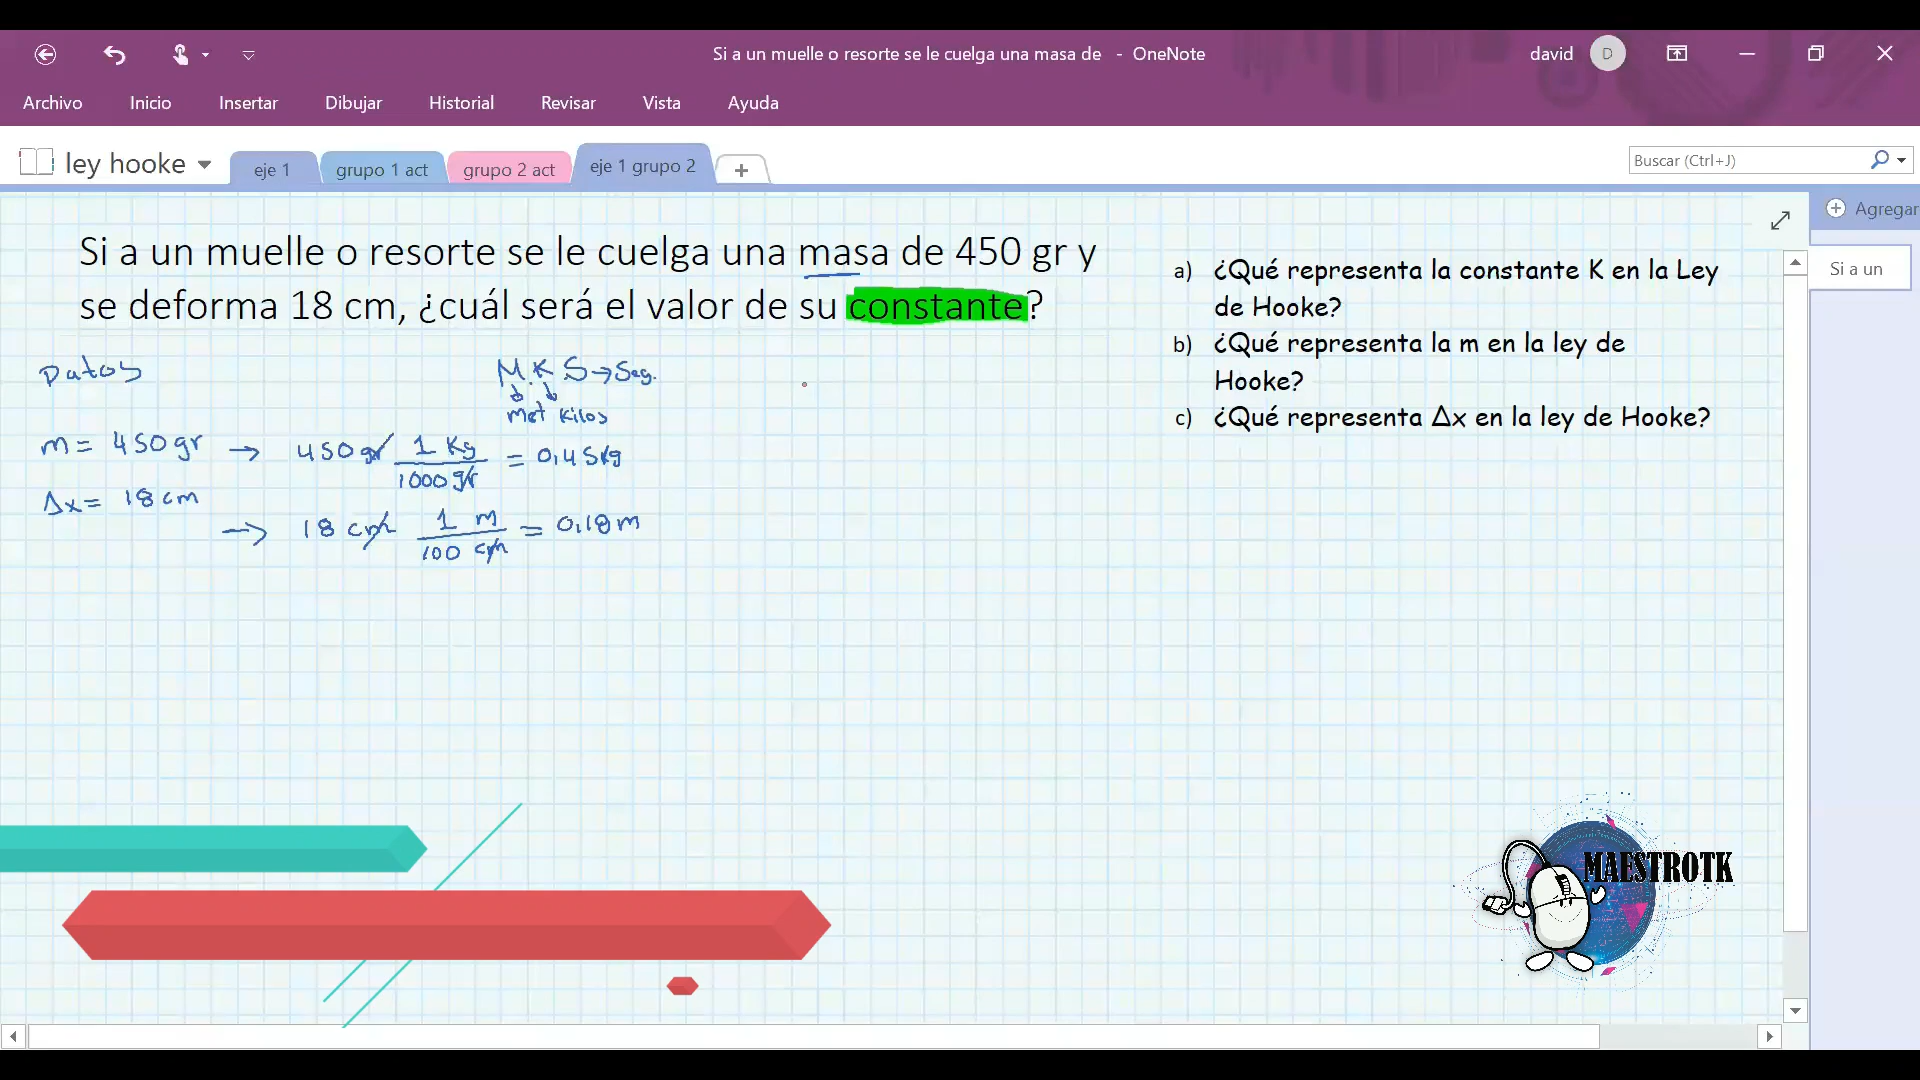 Si a un muelle o resorte se le cuelga una masa de - OneNote
david D
Archivo Inicio Insertar Dibujar Historial Revisar Vista Ayuda
ley hooke eje 1 grupo 1 act grupo 2 act eje 1 grupo 2 +
Buscar (Ctrl+J)
Agregar
Si a un
Si a un muelle o resorte se le cuelga una masa de 450 gr y
se deforma 18 cm, ¿cuál será el valor de su constante?
a) ¿Qué representa la constante K en la Ley
de Hooke?
b) ¿Qué representa la m en la ley de
Hooke?
c) ¿Qué representa Δx en la ley de Hooke?
Datos
M.K S → Seg.
met kilos
m = 450 gr → 450 gr 1 Kg / 1000 gr = 0,45 kg
Δx = 18 cm
→ 18 cm 1 m / 100 cm = 0,18 m
MAESTROTK